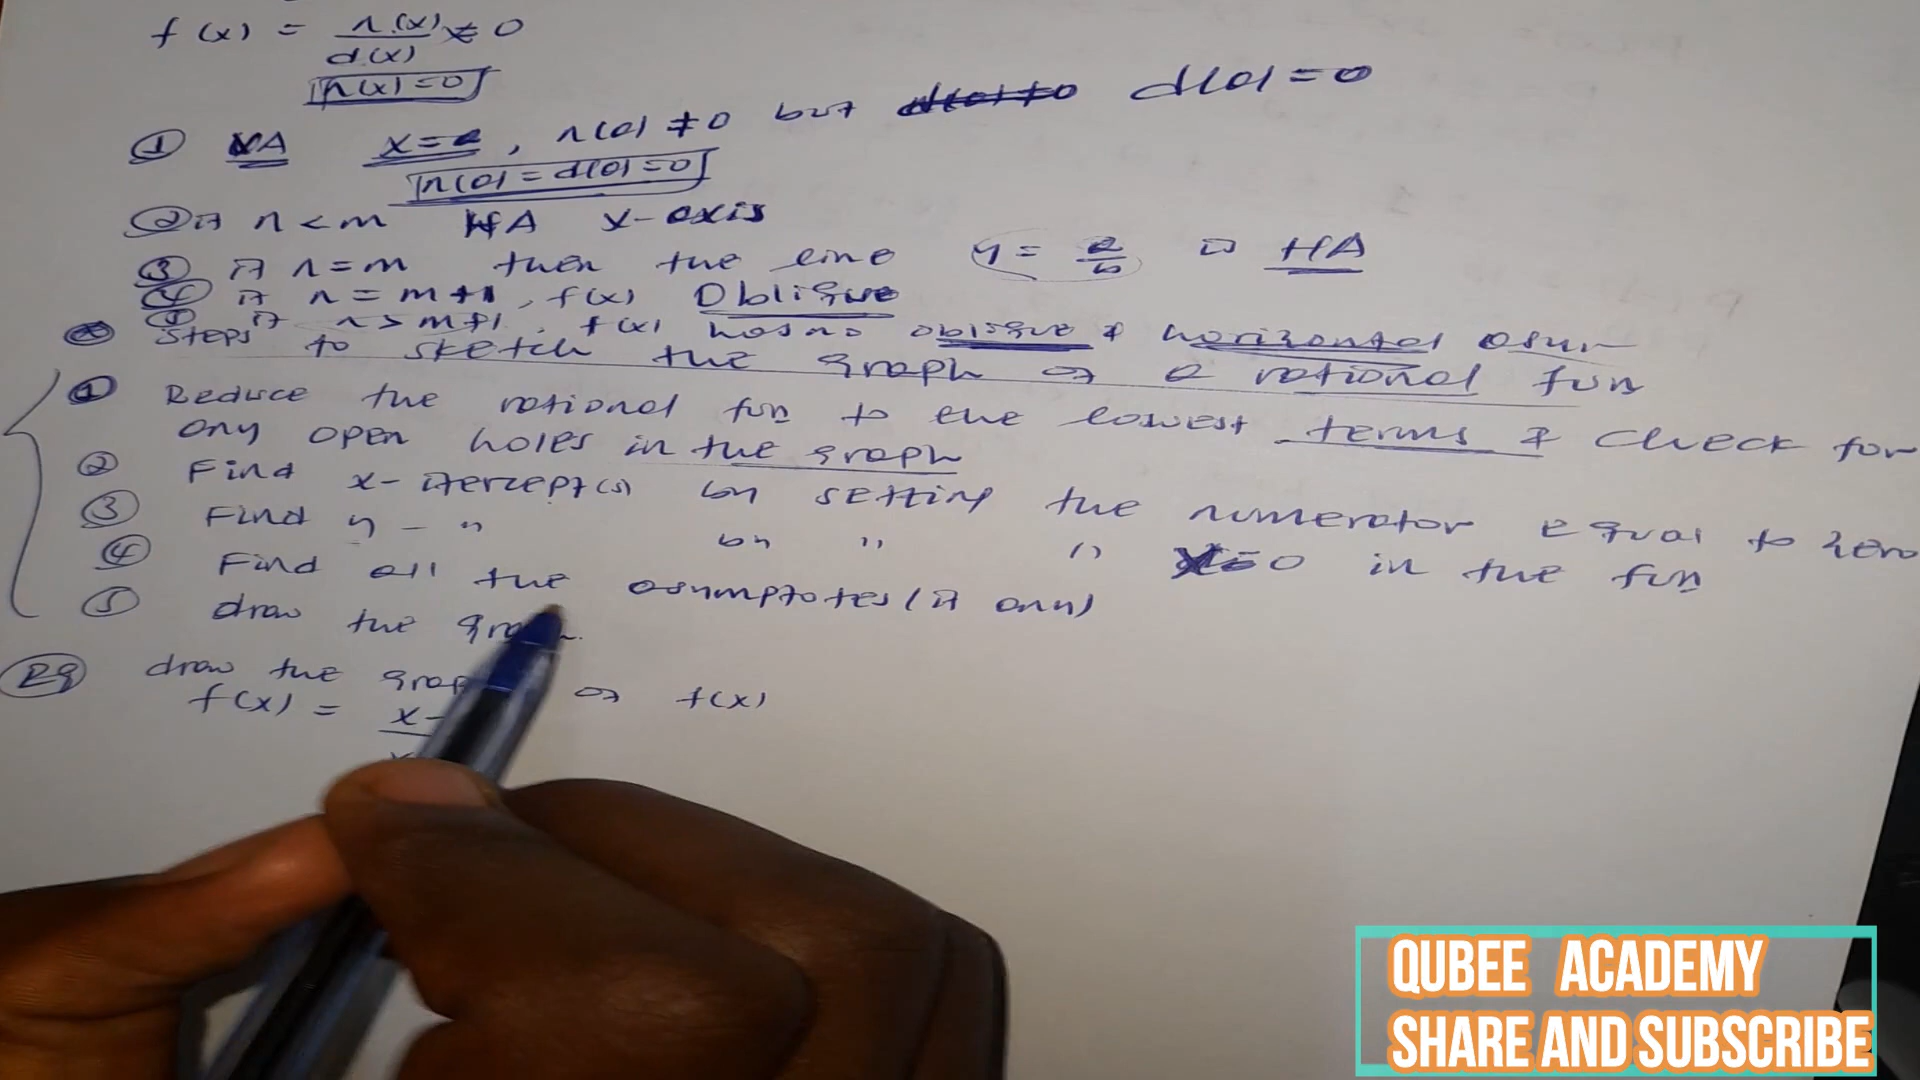 f(x) = n(x) / d(x) ≠ 0
n(x) = 0
① VA x = a, n(a) ≠ 0 but d(a) = 0
n(a) = d(a) = 0
② if n < m HA x-axis
③ if n = m then the line y = a/b is HA
④ if n = m+1, f(x) Oblique
⑤ if n > m+1, f(x) has no oblique & horizontal asym
Steps to sketch the graph of a rational fun
① Reduce the rational fun to the lowest terms & check for
any open holes in the graph
② Find x-itercept(s) by setting the numerator equal to zero
③ Find y - " by " " x=0 in the fun
④ Find all the asymptotes (if any)
⑤ draw the graph.
Eg draw the graph of f(x)
f(x) = x-
QUBEE ACADEMY
SHARE AND SUBSCRIBE